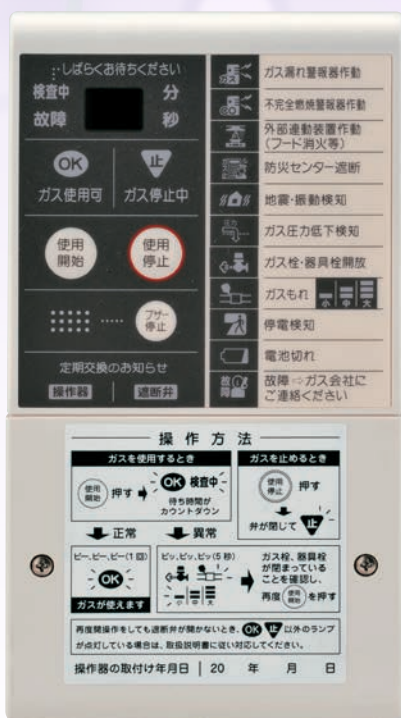 しばらくお待ちください
検査中 分
故障 秒
OK 止
ガス使用可 ガス停止中
使用
開始
使用
停止
ブザー
停止
定期交換のお知らせ
操作器 遮断弁
ガス漏れ警報器作動
不完全燃焼警報器作動
外部連動装置作動
(フード消火等)
防災センター遮断
地震・振動検知
圧力
ガス圧力低下検知
ガス栓・器具栓開放
ガスもれ 小 中 大
停電検知
電池切れ
故障
故障⇨ガス会社に
ご連絡ください
操作方法
ガスを使用するとき
使用
開始
押す OK 検査中
待ち時間が
カウントダウン
ガスを止めるとき
使用
停止
押す
弁が閉じて 止
正常 異常
ピー、ピー、ピー(1回)
OK
ガスが使えます
ピッ、ピッ、ピッ(5秒)
小 中 大
ガス栓、器具栓
が閉まっている
ことを確認し、
再度 使用開始 を押す
再度開操作をしても遮断弁が開かないとき、OK 止 以外のランプ
が点灯している場合は、取扱説明書に従い対応してください。
操作器の取付け年月日 20 年 月 日